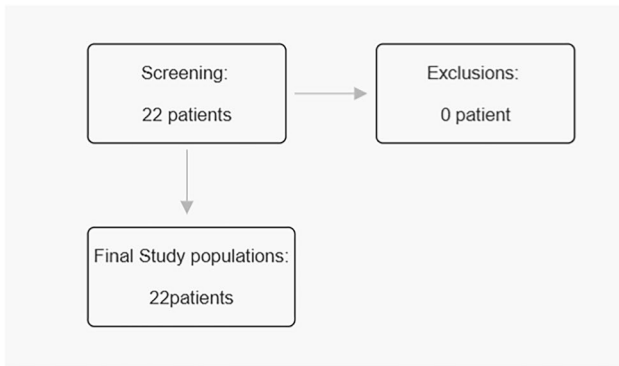 Screening:
22 patients
Exclusions:
0 patient
Final Study populations:
22patients